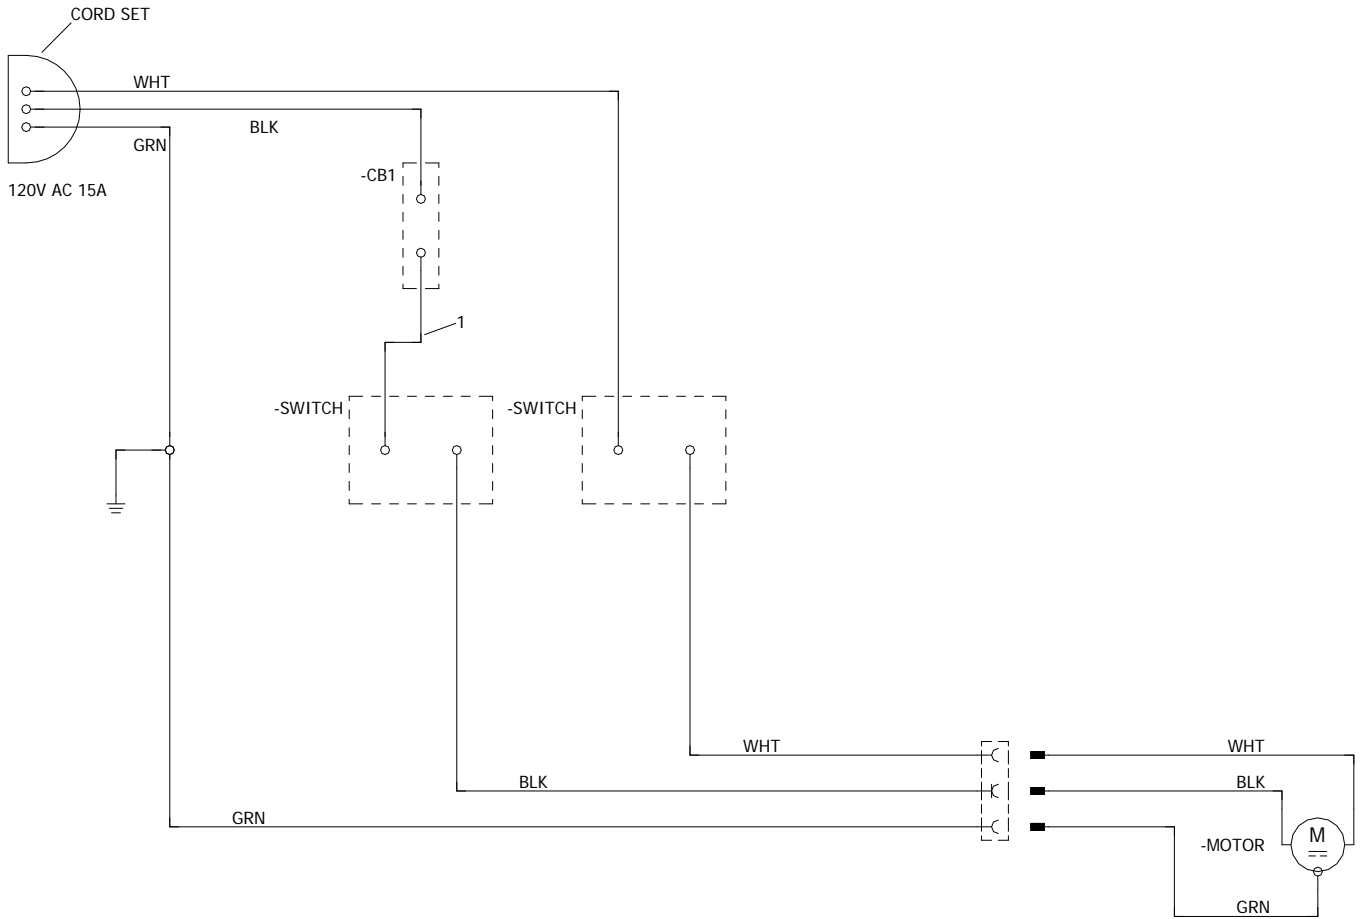 CORD SET
WHT
BLK
GRN
120V AC 15A
-CB1
1
-SWITCH
-SWITCH
WHT
WHT
BLK
BLK
GRN
-MOTOR
M
GRN